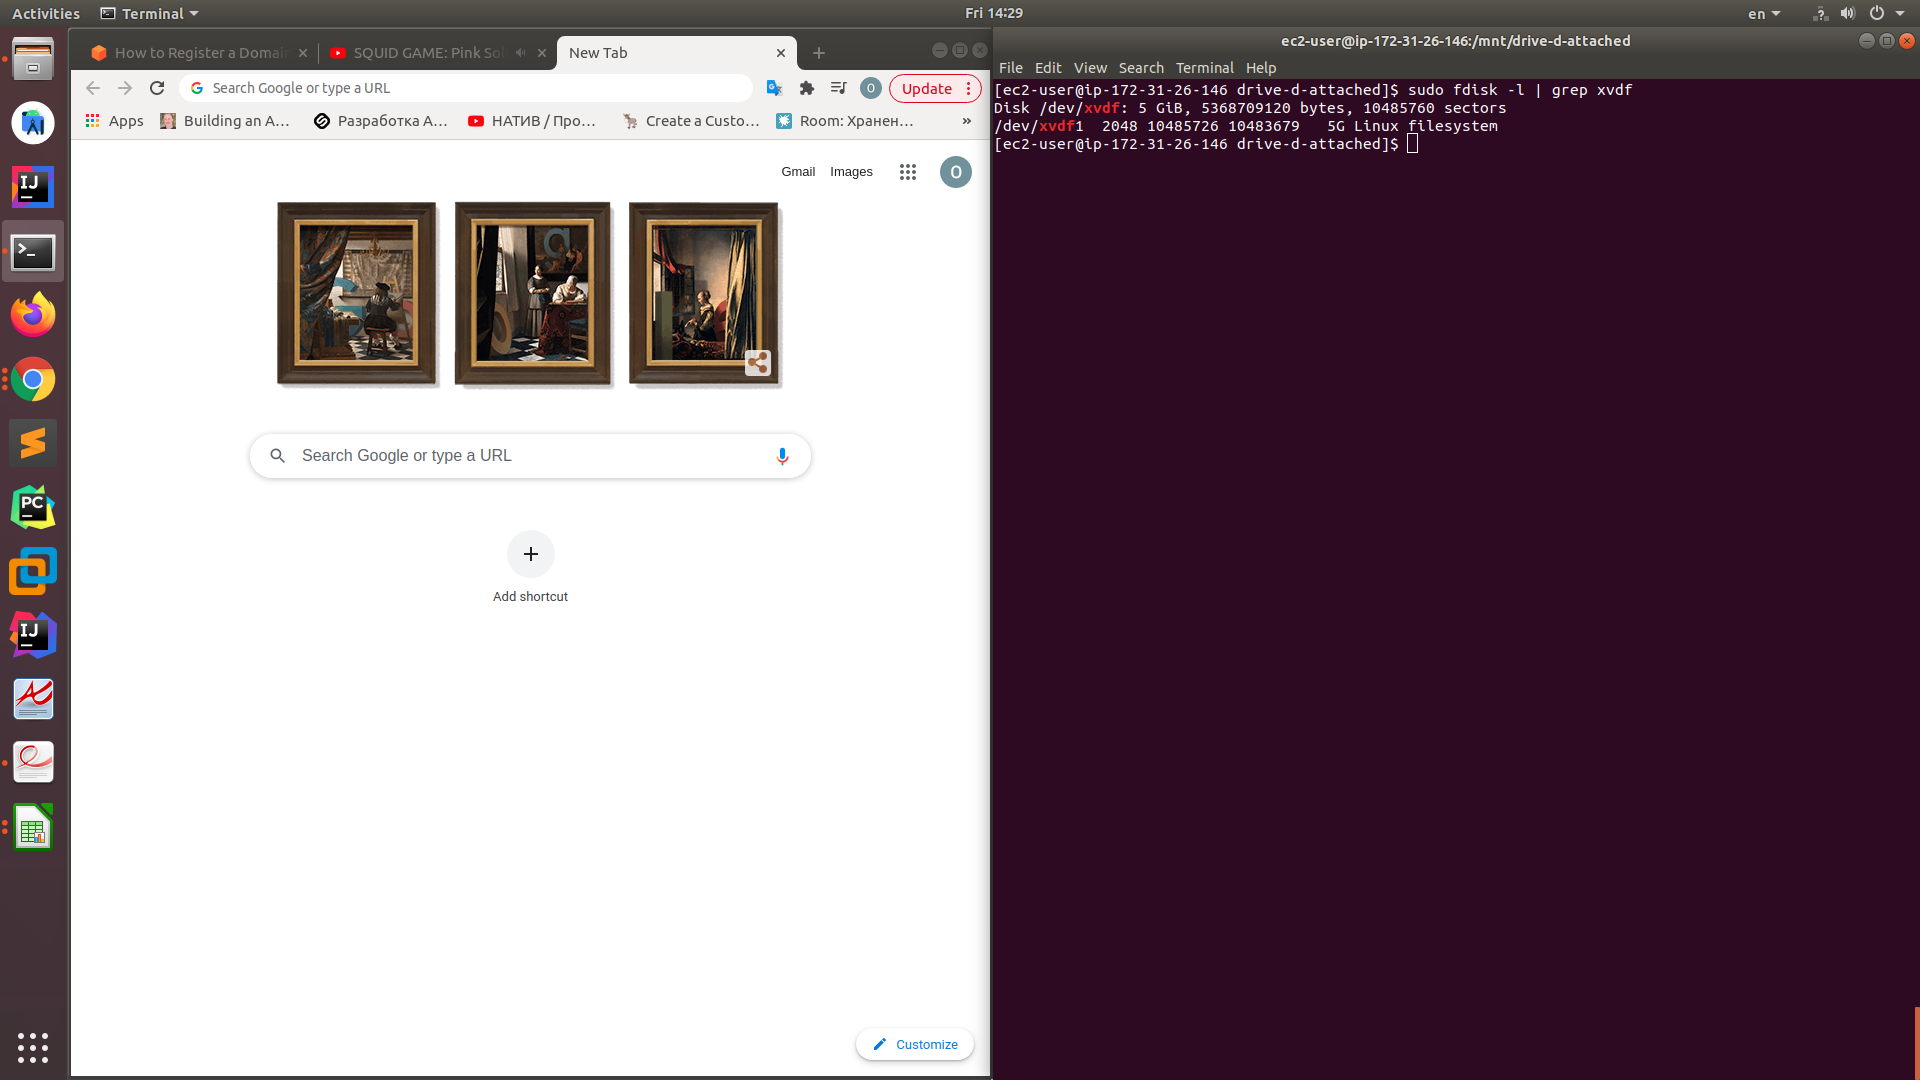 Activities
Terminal
Fri 14:29
en
How to Register a Domai
SQUID GAME: Pink Sol
New Tab
Search Google or type a URL
O
Update
Apps
Building an A…
Разработка А…
НАТИВ / Про…
Create a Custo…
Room: Хранен…
»
Gmail
Images
O
Search Google or type a URL
Add shortcut
Customize
ec2-user@ip-172-31-26-146:/mnt/drive-d-attached
File Edit View Search Terminal Help
[ec2-user@ip-172-31-26-146 drive-d-attached]$ sudo fdisk -l | grep xvdf
Disk /dev/xvdf: 5 GiB, 5368709120 bytes, 10485760 sectors
/dev/xvdf1  2048 10485726 10483679   5G Linux filesystem
[ec2-user@ip-172-31-26-146 drive-d-attached]$
IJ
>_
PC
IJ